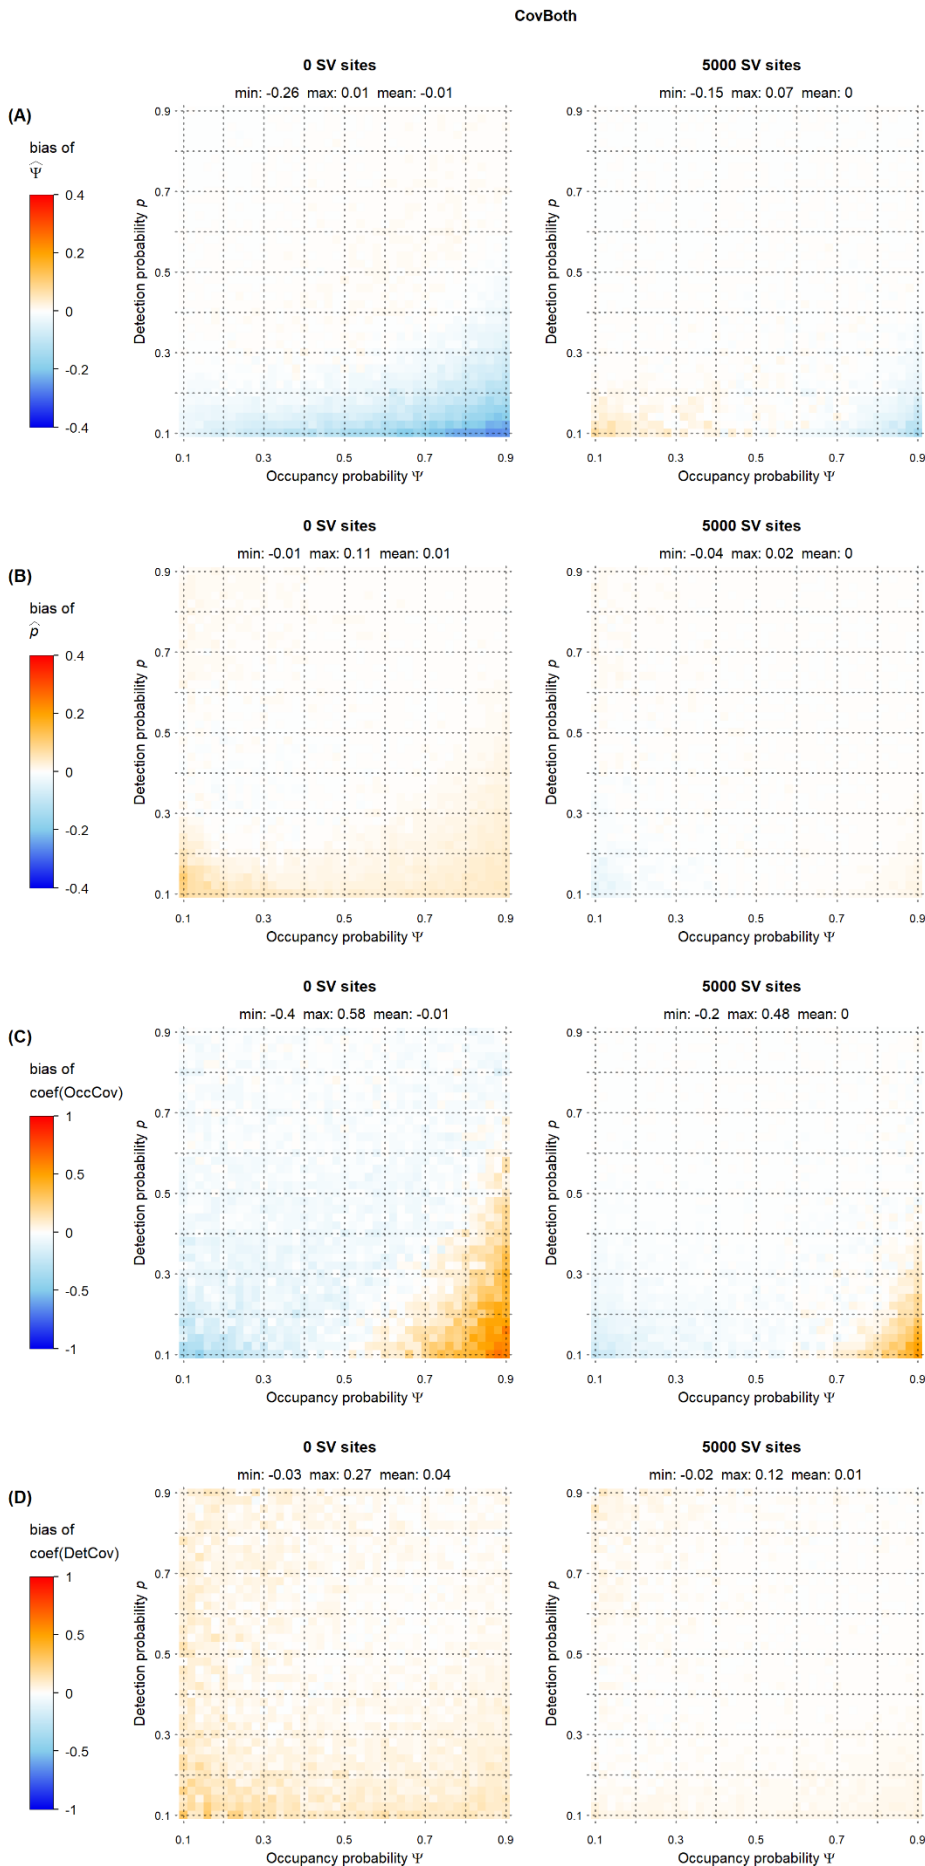 CovBoth
0 SV sites
5000 SV sites
min: -0.26 max: 0.01 mean: -0.01
min: -0.15 max: 0.07 mean: 0
(A)
bias of
Ψ̂
0.4
0.2
0
-0.2
-0.4
Detection probability p
0.9
0.7
0.5
0.3
0.1
0.1 0.3 0.5 0.7 0.9
Occupancy probability Ψ
Detection probability p
0.9
0.7
0.5
0.3
0.1
0.1 0.3 0.5 0.7 0.9
Occupancy probability Ψ
0 SV sites
5000 SV sites
min: -0.01 max: 0.11 mean: 0.01
min: -0.04 max: 0.02 mean: 0
(B)
bias of
p̂
0.4
0.2
0
-0.2
-0.4
Detection probability p
0.9
0.7
0.5
0.3
0.1
0.1 0.3 0.5 0.7 0.9
Occupancy probability Ψ
Detection probability p
0.9
0.7
0.5
0.3
0.1
0.1 0.3 0.5 0.7 0.9
Occupancy probability Ψ
0 SV sites
5000 SV sites
min: -0.4 max: 0.58 mean: -0.01
min: -0.2 max: 0.48 mean: 0
(C)
bias of
coef(OccCov)
1
0.5
0
-0.5
-1
Detection probability p
0.9
0.7
0.5
0.3
0.1
0.1 0.3 0.5 0.7 0.9
Occupancy probability Ψ
Detection probability p
0.9
0.7
0.5
0.3
0.1
0.1 0.3 0.5 0.7 0.9
Occupancy probability Ψ
0 SV sites
5000 SV sites
min: -0.03 max: 0.27 mean: 0.04
min: -0.02 max: 0.12 mean: 0.01
(D)
bias of
coef(DetCov)
1
0.5
0
-0.5
-1
Detection probability p
0.9
0.7
0.5
0.3
0.1
0.1 0.3 0.5 0.7 0.9
Occupancy probability Ψ
Detection probability p
0.9
0.7
0.5
0.3
0.1
0.1 0.3 0.5 0.7 0.9
Occupancy probability Ψ